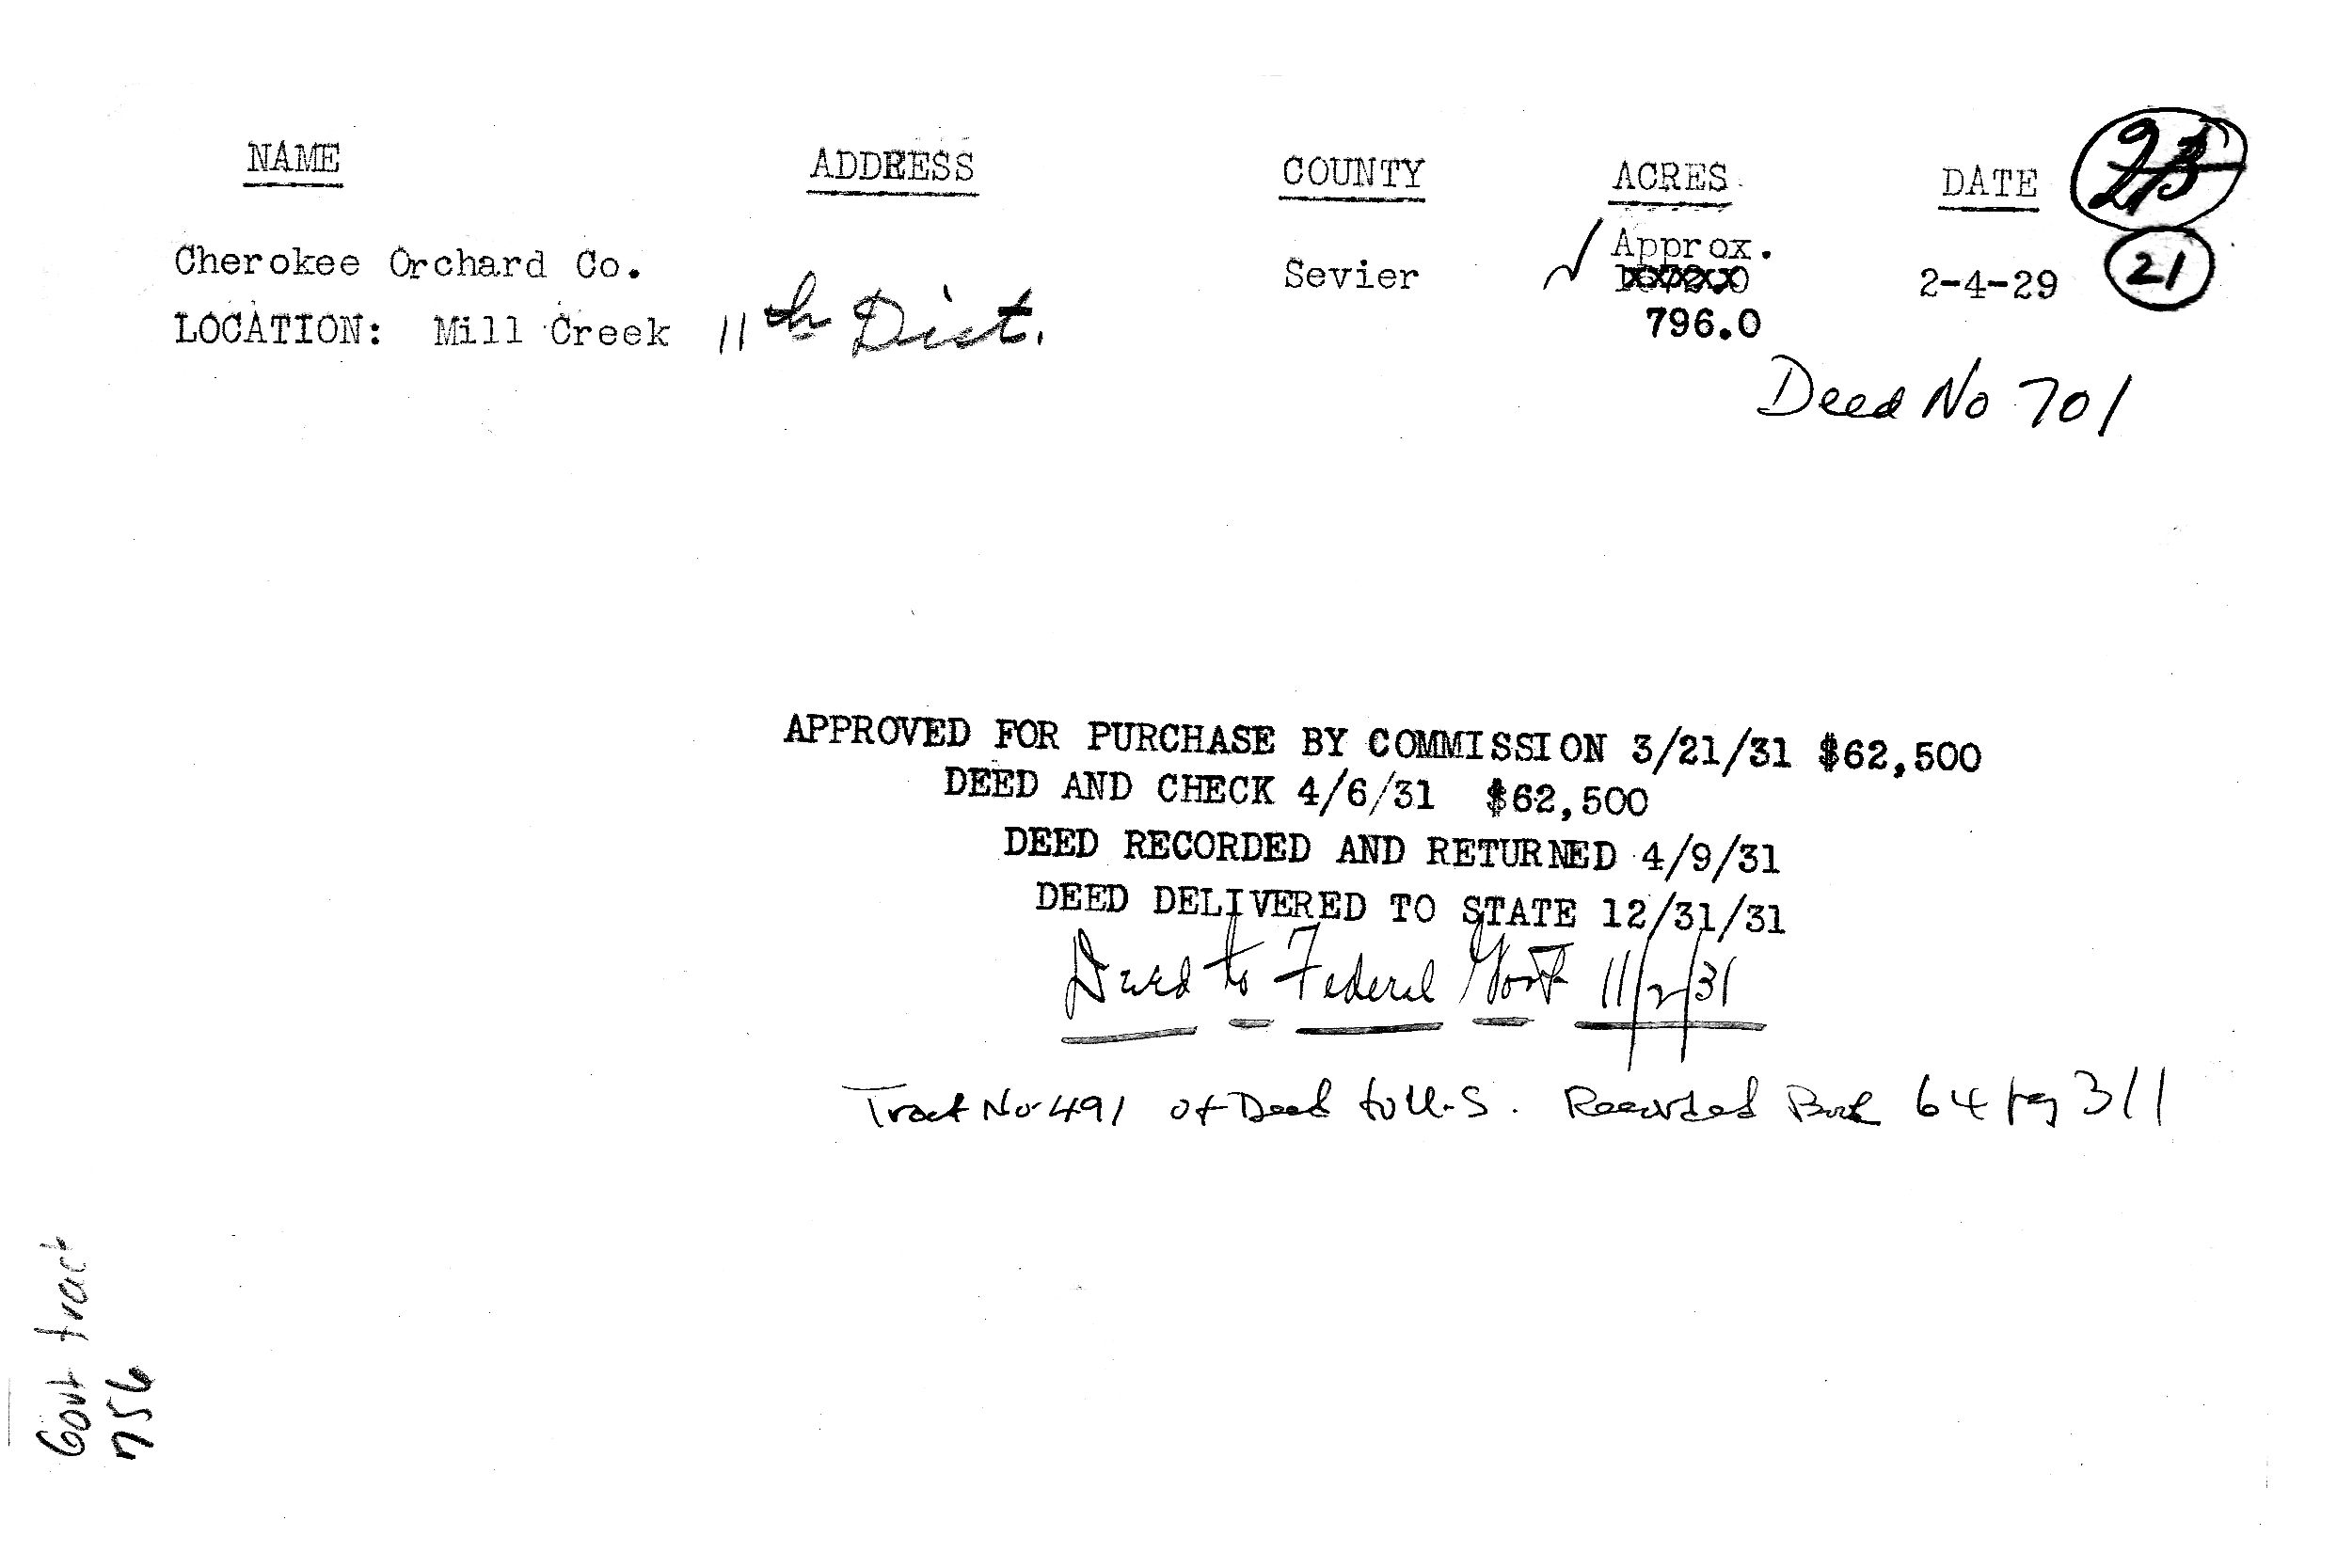 NAME ADDRESS COUNTY ACRES DATE
Approx.
Cherokee Orchard Co. Sevier 2-4-29 21
LOCATION: Mill Creek 11th Dist. 796.0
Deed No 701
APPROVED FOR PURCHASE BY COMMISSION 3/21/31 $62,500
DEED AND CHECK 4/6/31 $62,500
DEED RECORDED AND RETURNED 4/9/31
DEED DELIVERED TO STATE 12/31/31
Deed to Federal Govt 11/2/31
Tract No 491 of Deed to U.S. Recorded Book 64 pg 311
Govt tract
756